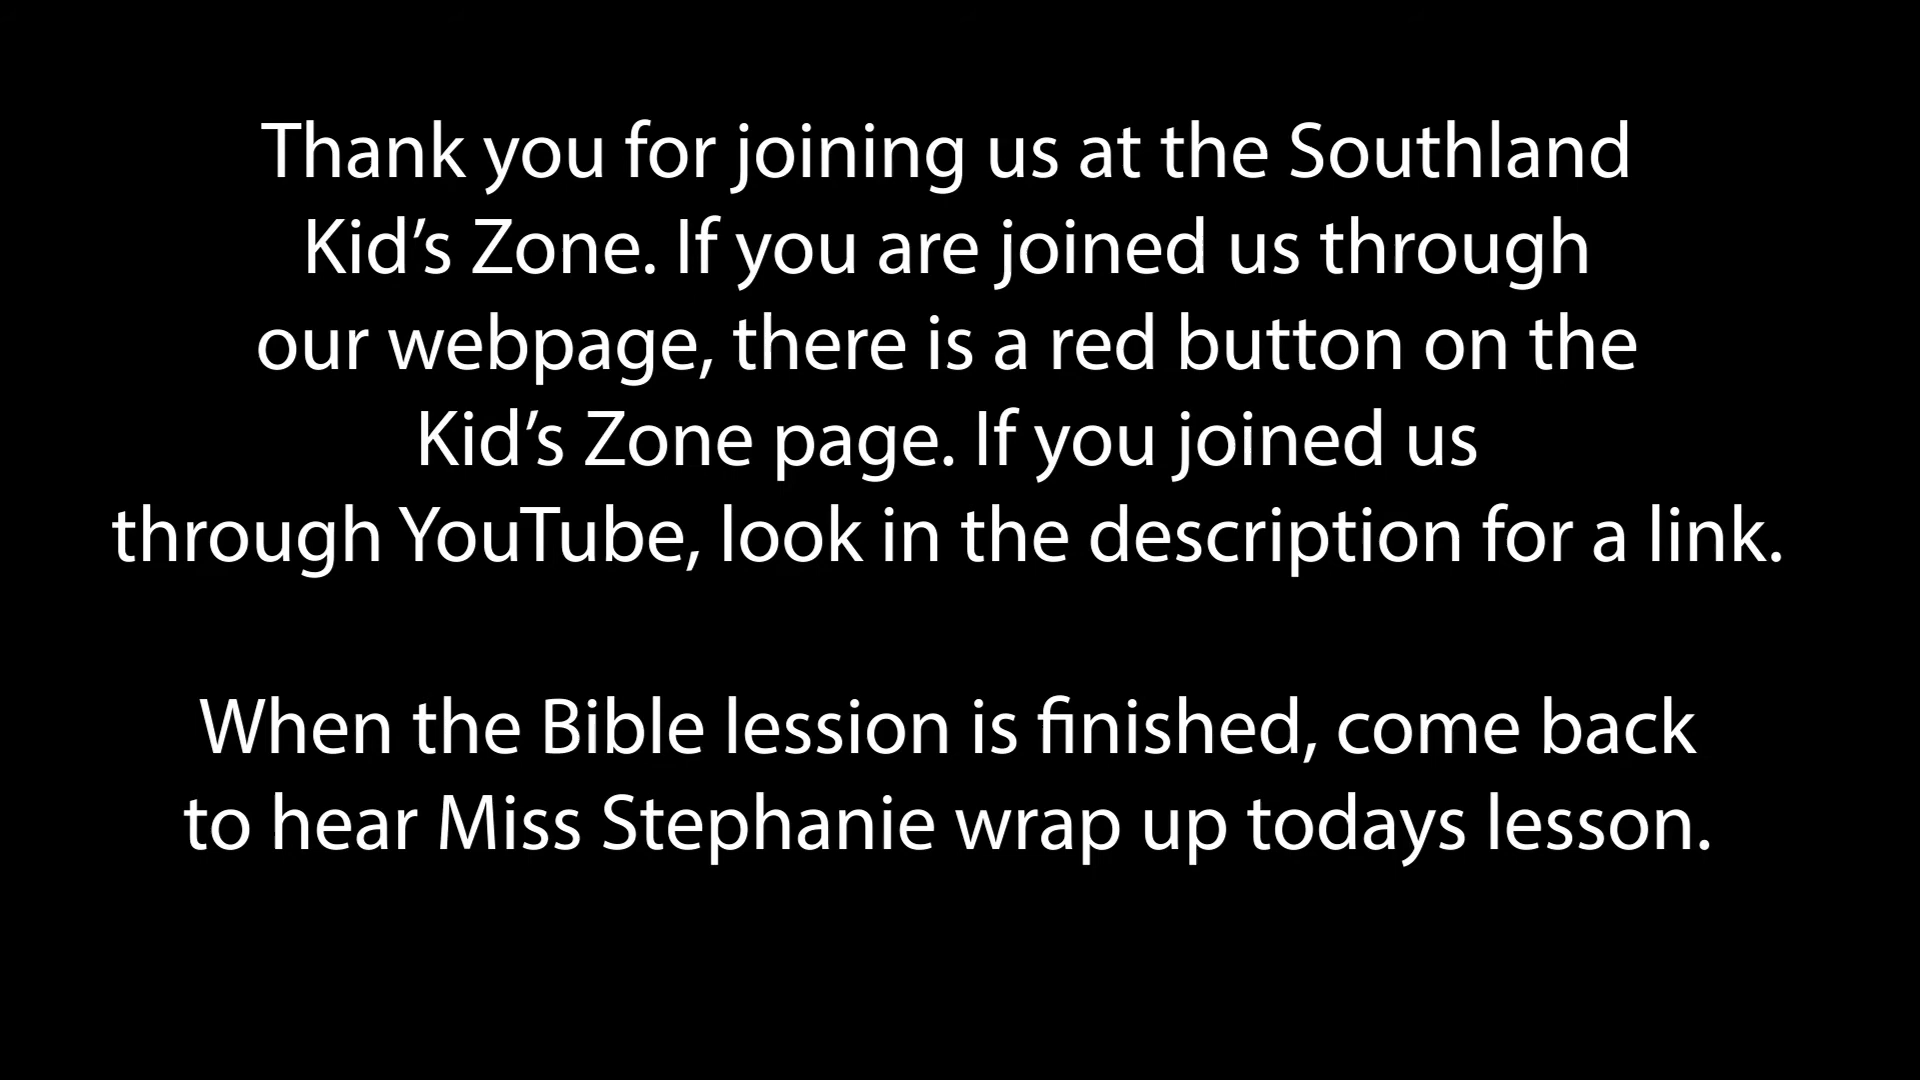 Thank you for joining us at the Southland
Kid’s Zone. If you are joined us through
our webpage, there is a red button on the
Kid’s Zone page. If you joined us
through YouTube, look in the description for a link.
When the Bible lession is finished, come back
to hear Miss Stephanie wrap up todays lesson.